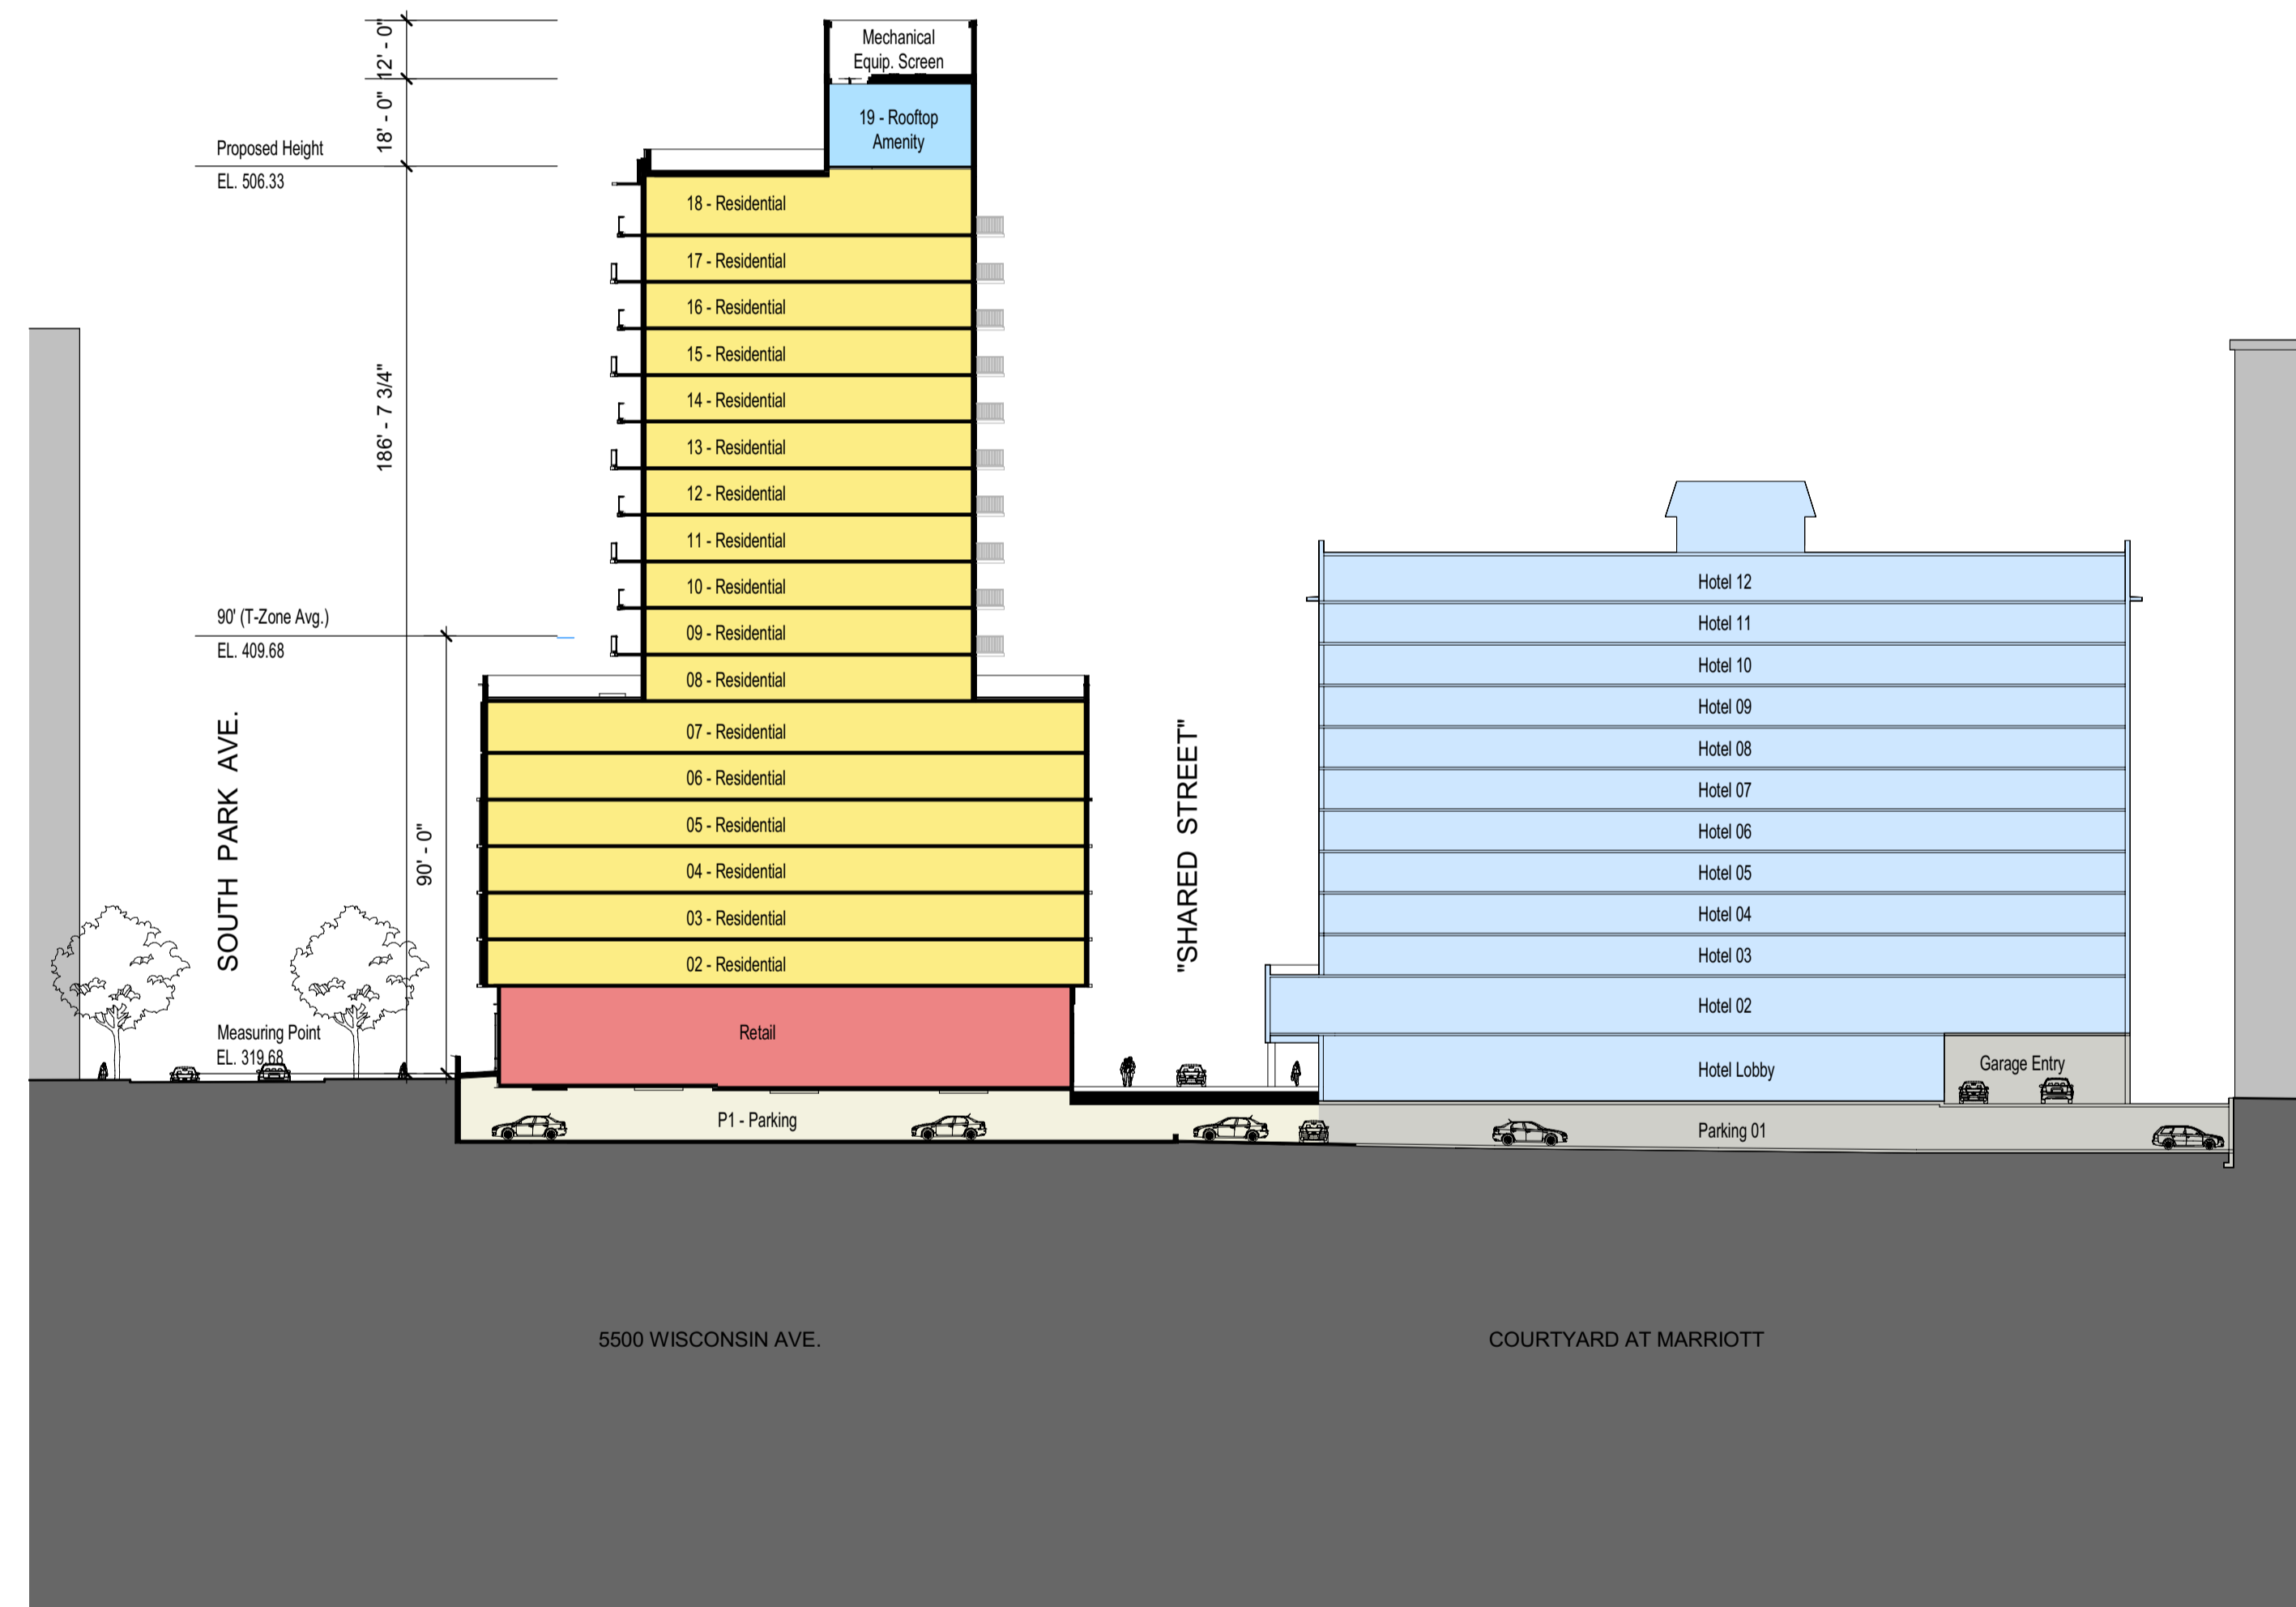 12' - 0"
18' - 0"
186' - 7 3/4"
90' - 0"
Proposed Height
EL. 506.33
90' (T-Zone Avg.)
EL. 409.68
SOUTH PARK AVE.
Measuring Point
EL. 319.68
Mechanical
Equip. Screen
19 - Rooftop
Amenity
18 - Residential
17 - Residential
16 - Residential
15 - Residential
14 - Residential
13 - Residential
12 - Residential
11 - Residential
10 - Residential
09 - Residential
08 - Residential
07 - Residential
06 - Residential
05 - Residential
04 - Residential
03 - Residential
02 - Residential
Retail
P1 - Parking
"SHARED STREET"
Hotel 12
Hotel 11
Hotel 10
Hotel 09
Hotel 08
Hotel 07
Hotel 06
Hotel 05
Hotel 04
Hotel 03
Hotel 02
Hotel Lobby
Garage Entry
Parking 01
5500 WISCONSIN AVE.
COURTYARD AT MARRIOTT